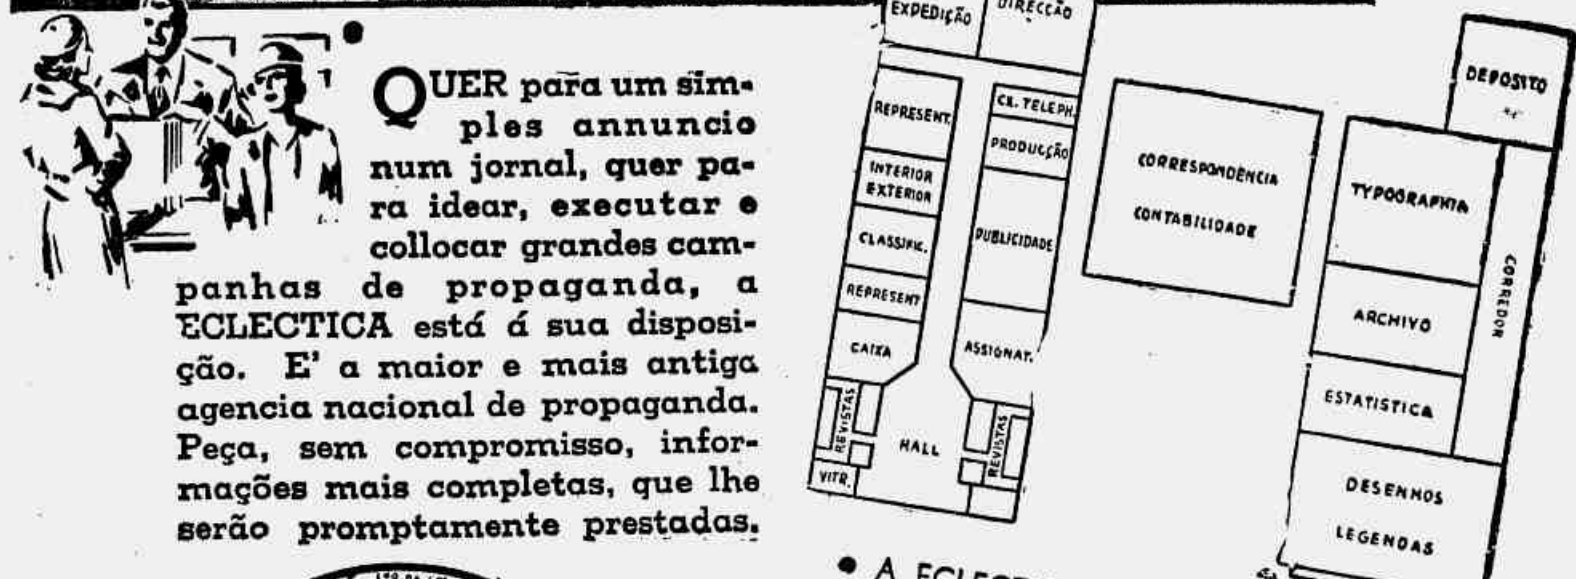 QUER para um sim-
ples annuncio
num jornal, quer pa-
ra idear, executar e
collocar grandes cam-
panhas de propaganda, a
ECLECTICA está á sua disposi-
ção. E' a maior e mais antiga
agencia nacional de propaganda.
Peça, sem compromisso, infor-
mações mais completas, que lhe
serão promptamente prestadas.
EXPEDIÇÃO
DIRECÇÃO
REPRESENT.
INTERIOR
EXTERIOR
CLASSIFIC.
REPRESENT
CAIXA
REVISTAS
VITR.
HALL
CX. TELEPH.
PRODUCÇÃO
PUBLICIDADE
ASSIGNAT.
REVISTAS
CORRESPONDENCIA
CONTABILIDADE
DEPOSITO
TYPOGRAPHIA
CORREDOR
ARCHIVO
ESTATISTICA
DESENHOS
LEGENDAS